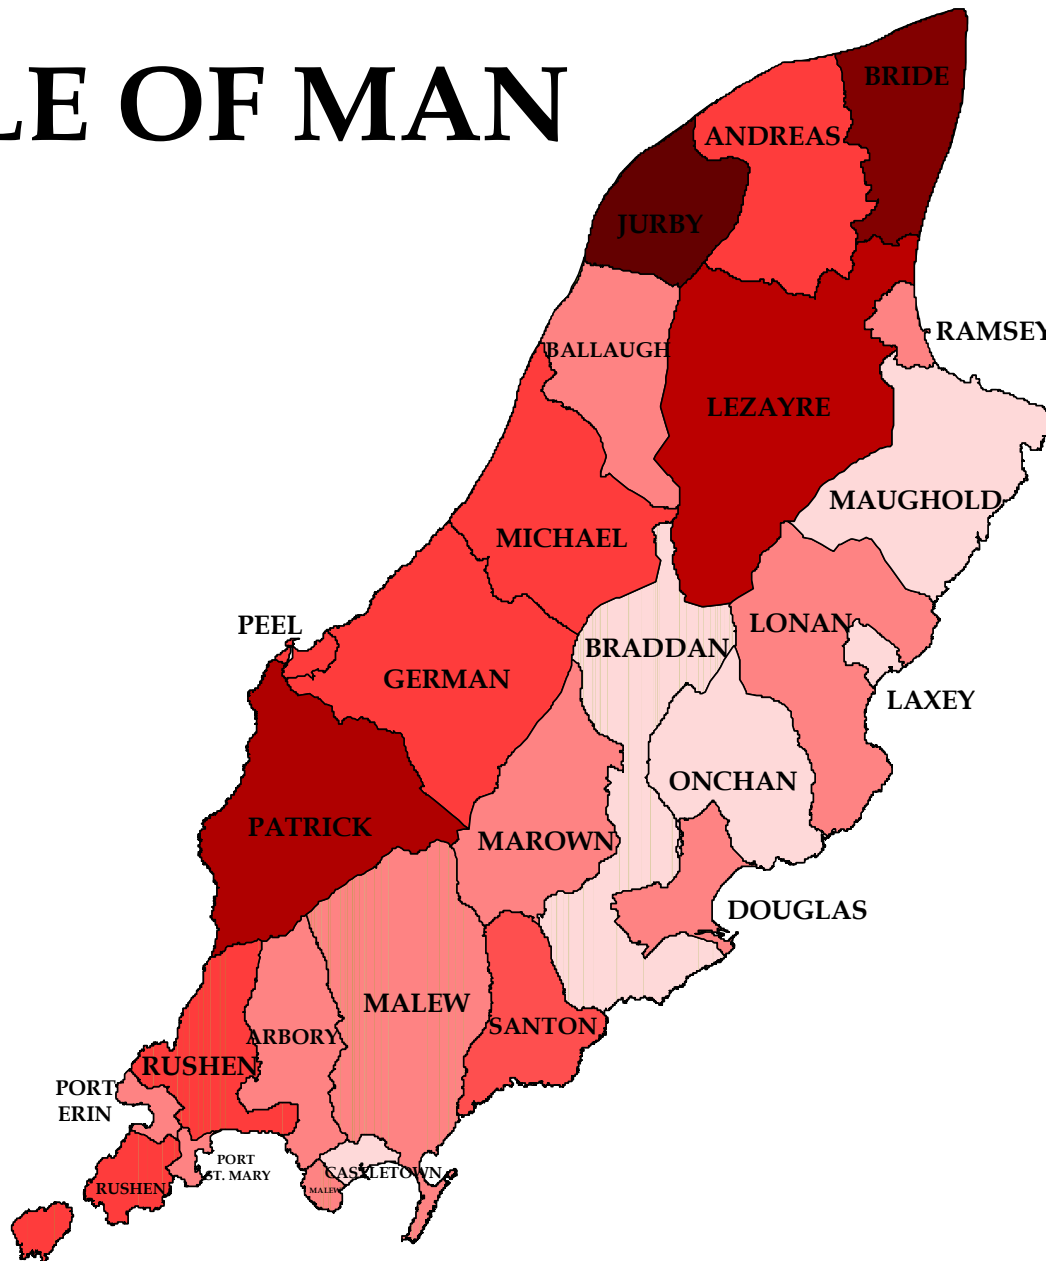 LE OF MAN
BRIDE
ANDREAS
JURBY
RAMSEY
BALLAUGH
LEZAYRE
MAUGHOLD
MICHAEL
PEEL
LONAN
BRADDAN
GERMAN
LAXEY
ONCHAN
PATRICK
MAROWN
DOUGLAS
MALEW
SANTON
ARBORY
RUSHEN
PORT
ERIN
PORT
ST. MARY
CASTLETOWN
RUSHEN
MALEW